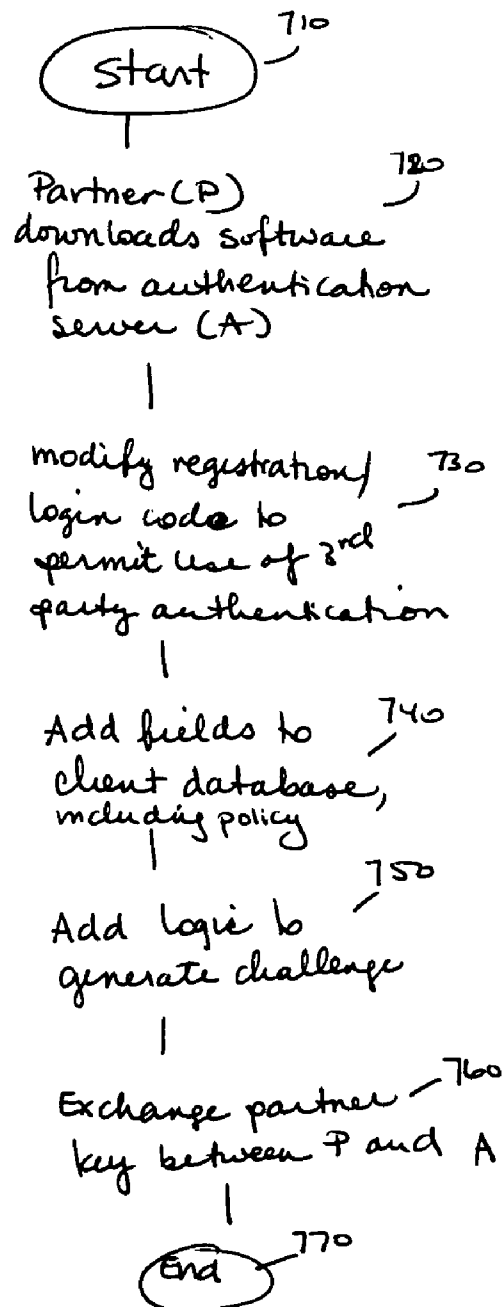 710
Start
720
Partner (P)
downloads software
from authentication
server (A)
modify registration/
730
login code to
permit use of 3rd
party authentication
Add fields to
740
client database,
including policy
750
Add logic to
generate challenge
Exchange partner
760
key between P and A
770
End